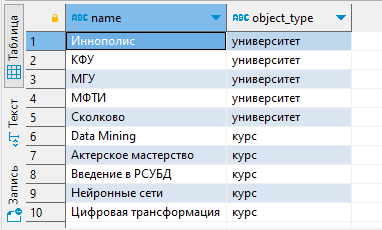 Таблица
Текст
Запись
ABC name ABC object_type
1 Иннополис университет
2 КФУ университет
3 МГУ университет
4 МФТИ университет
5 Сколково университет
6 Data Mining курс
7 Актерское мастерство курс
8 Введение в РСУБД курс
9 Нейронные сети курс
10 Цифровая трансформация курс